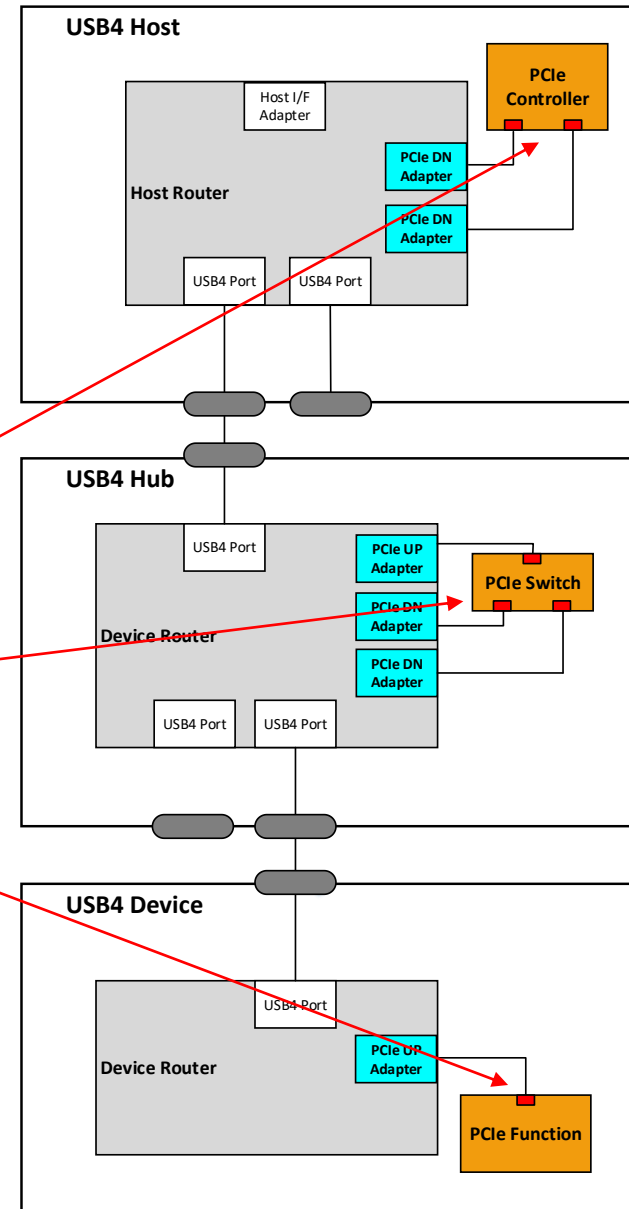 USB4 Host
PCIe
Controller
Host I/F
Adapter
PCIe DN
Adapter
Host Router
PCIe DN
Adapter
USB4 Port
USB4 Port
USB4 Hub
USB4 Port
PCIe UP
Adapter
PCIe Switch
PCIe DN
Adapter
Device Router
PCIe DN
Adapter
USB4 Port
USB4 Port
USB4 Device
USB4 Port
PCIe UP
Adapter
Device Router
PCIe Function